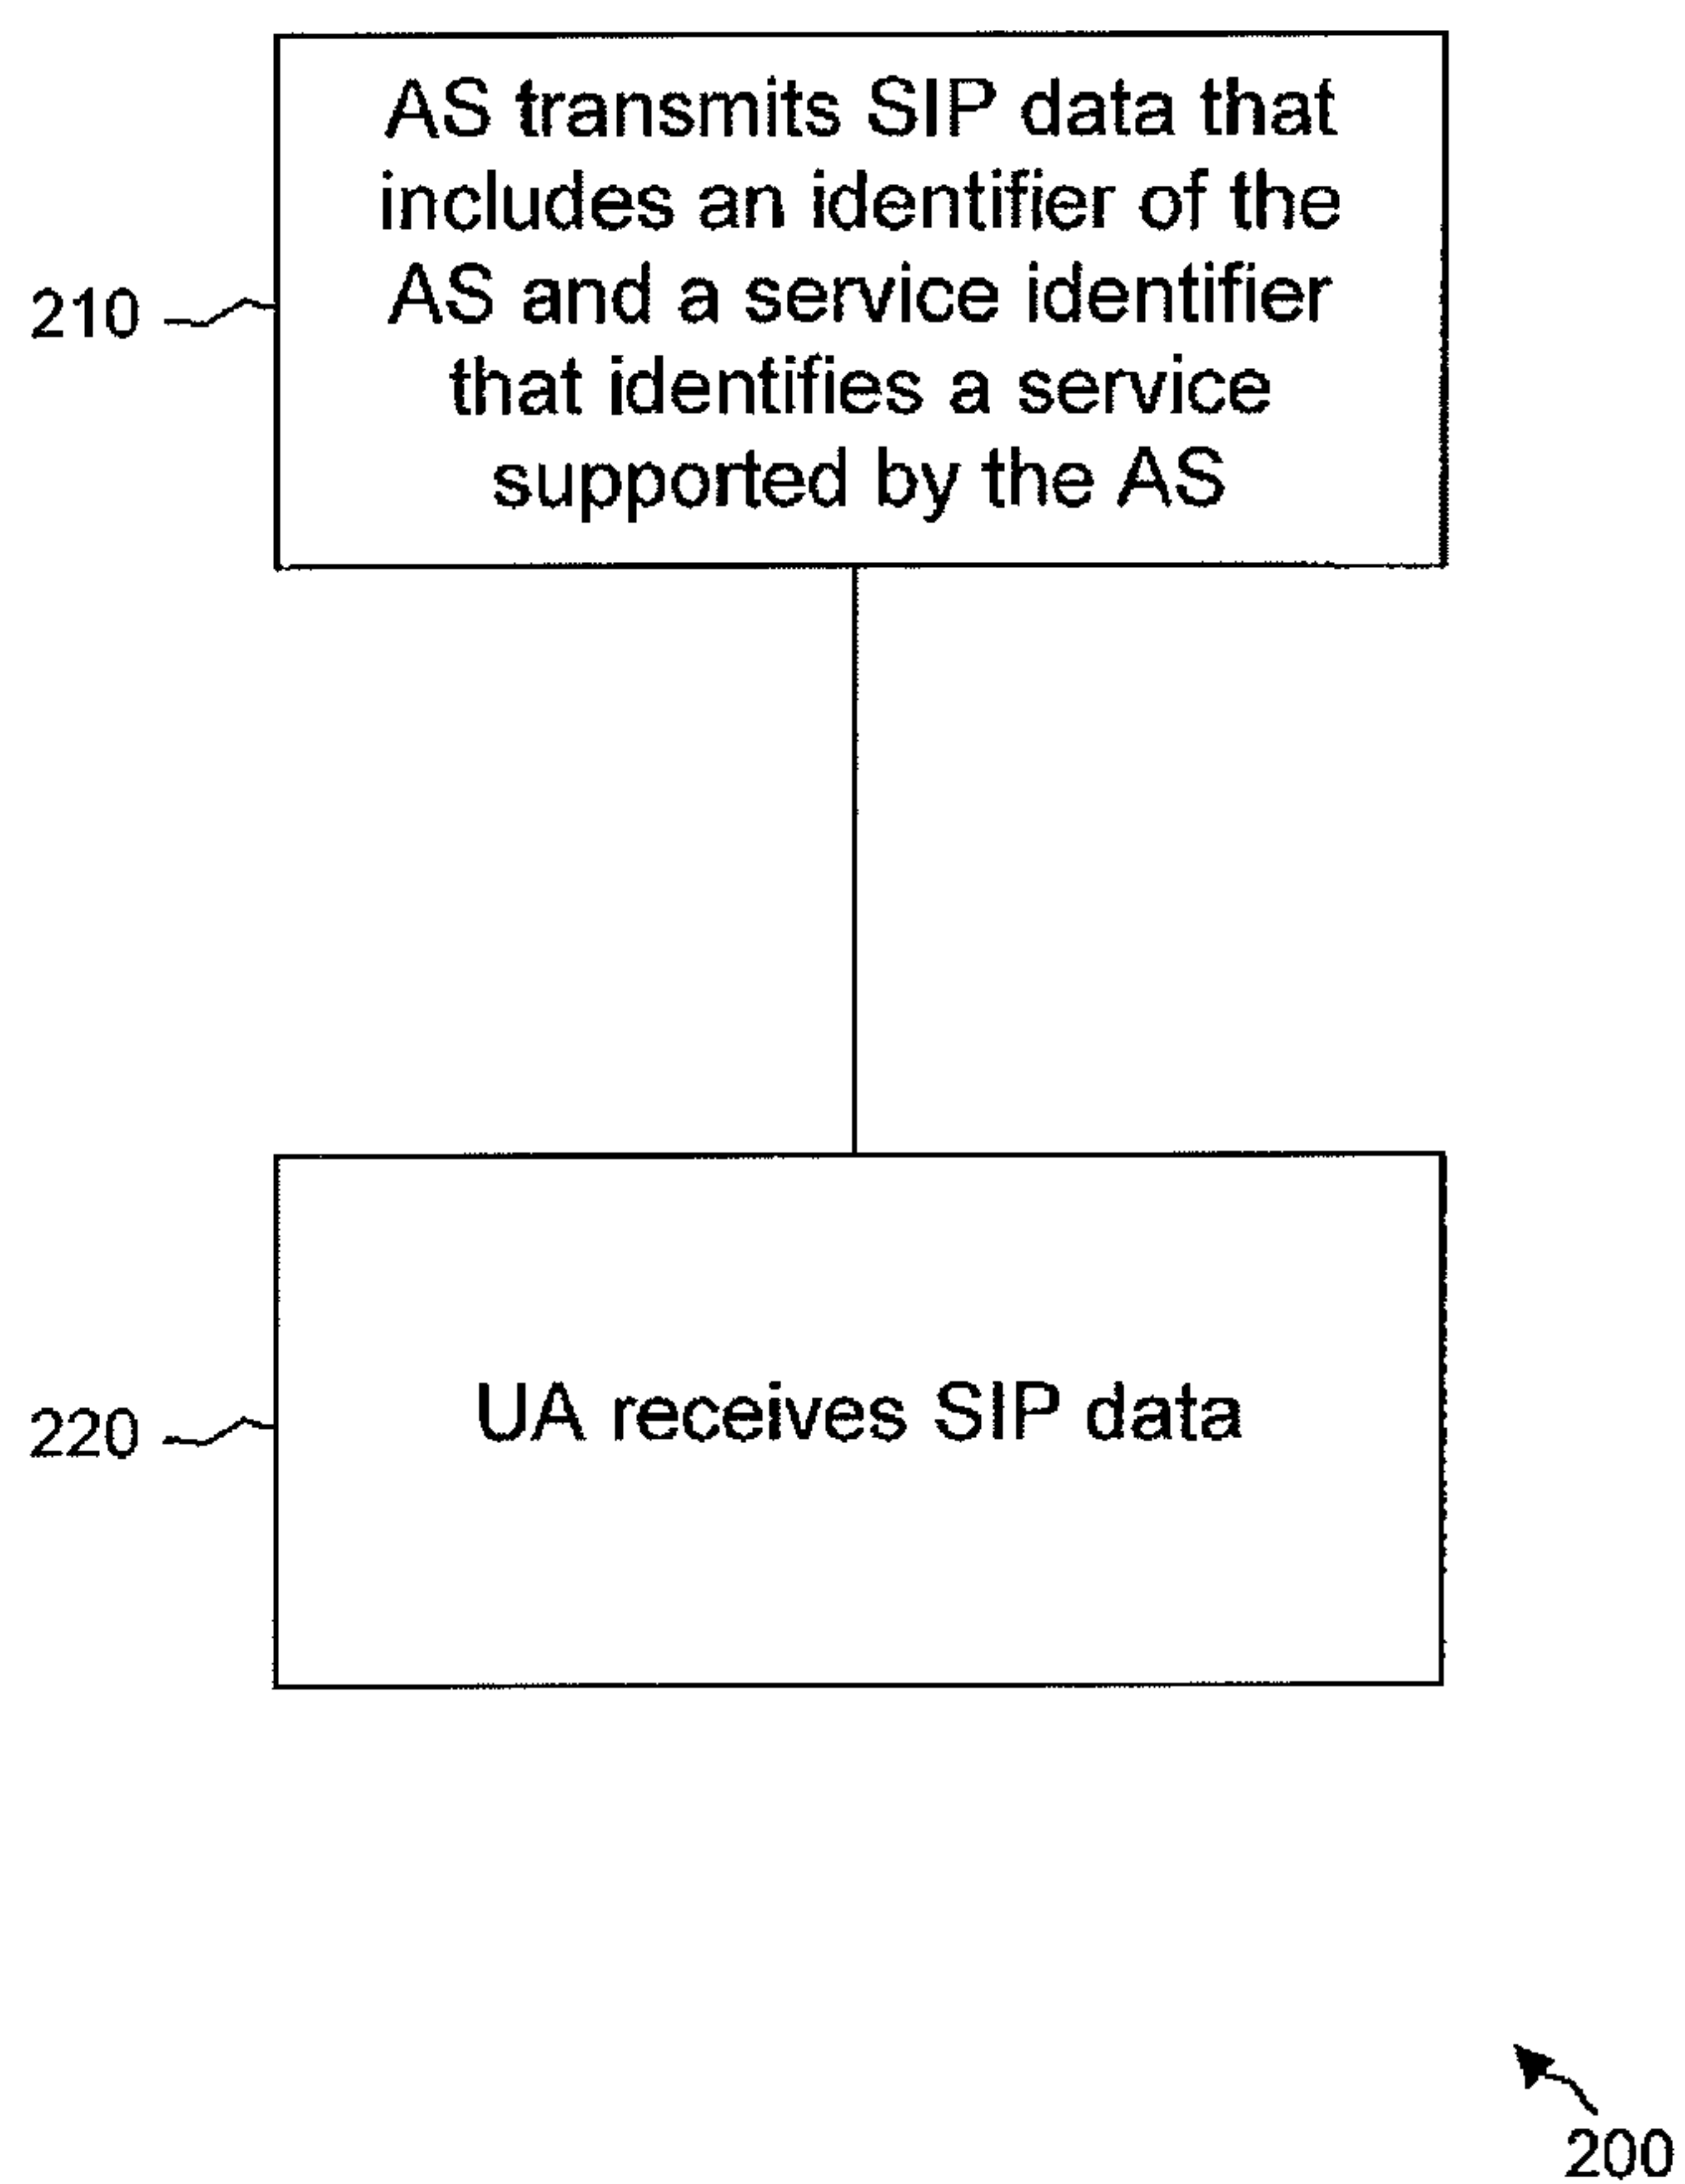 AS transmits SIP data that
includes an identifier of the
AS and a service identifier
that identifies a service
supported by the AS
210
UA receives SIP data
220
200